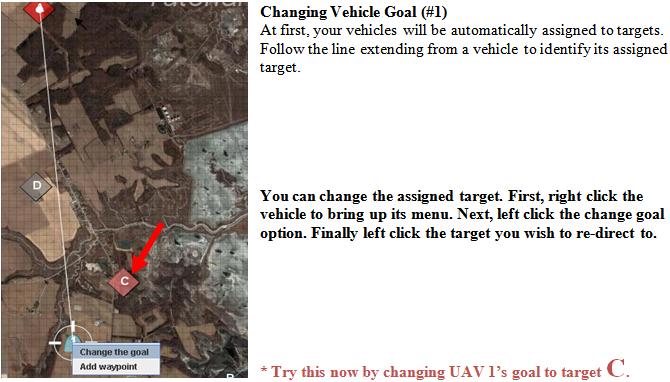 Changing Vehicle Goal (#1)
At first, your vehicles will be automatically assigned to targets.
Follow the line extending from a vehicle to identify its assigned
target.
D
You can change the assigned target. First, right click the
vehicle to bring up its menu. Next, left click the change goal
option. Finally left click the target you wish to re-direct to.
C
Change the goal
Add waypoint
* Try this now by changing UAV 1's goal to target C.